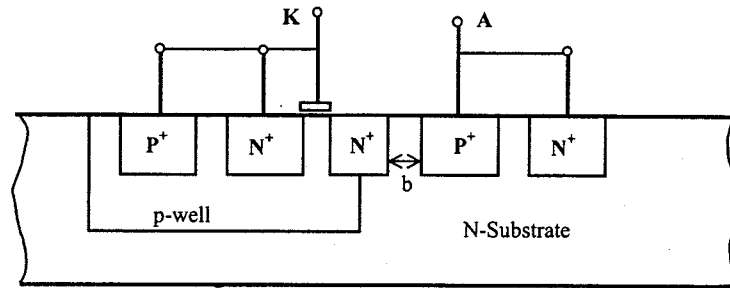 K
A
P+
N+
N+
P+
N+
b
p-well
N-Substrate